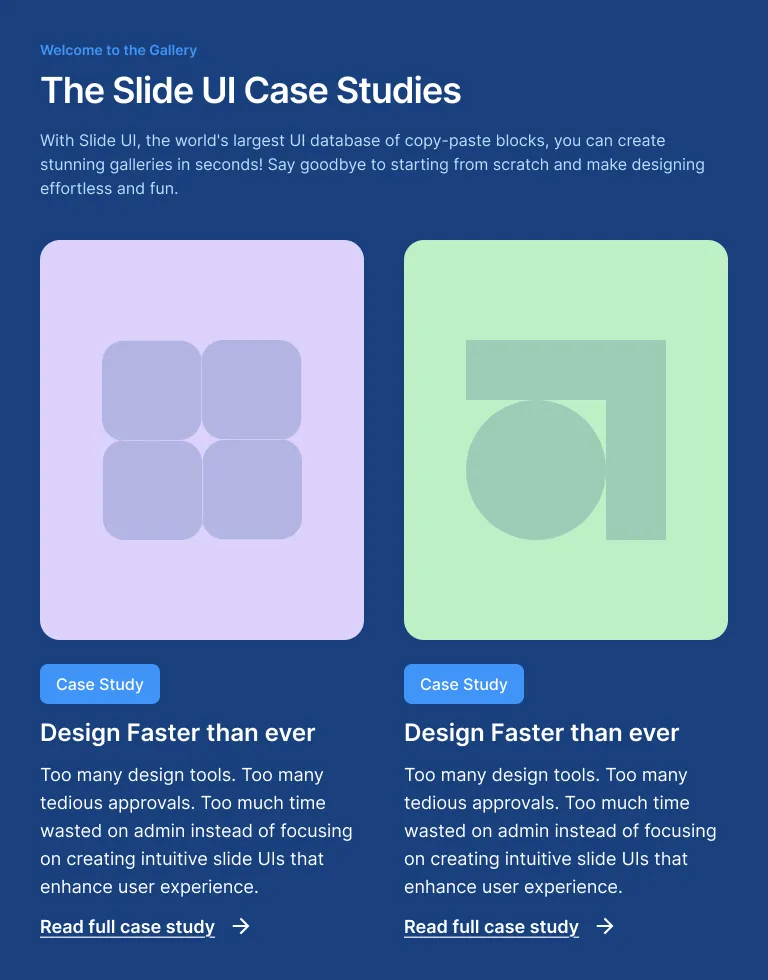 Welcome to the Gallery
The Slide UI Case Studies
With Slide UI, the world's largest UI database of copy-paste blocks, you can create
stunning galleries in seconds! Say goodbye to starting from scratch and make designing
effortless and fun.
Case Study
Design Faster than ever
Too many design tools. Too many
tedious approvals. Too much time
wasted on admin instead of focusing
on creating intuitive slide UIs that
enhance user experience.
Read full case study
Case Study
Design Faster than ever
Too many design tools. Too many
tedious approvals. Too much time
wasted on admin instead of focusing
on creating intuitive slide UIs that
enhance user experience.
Read full case study